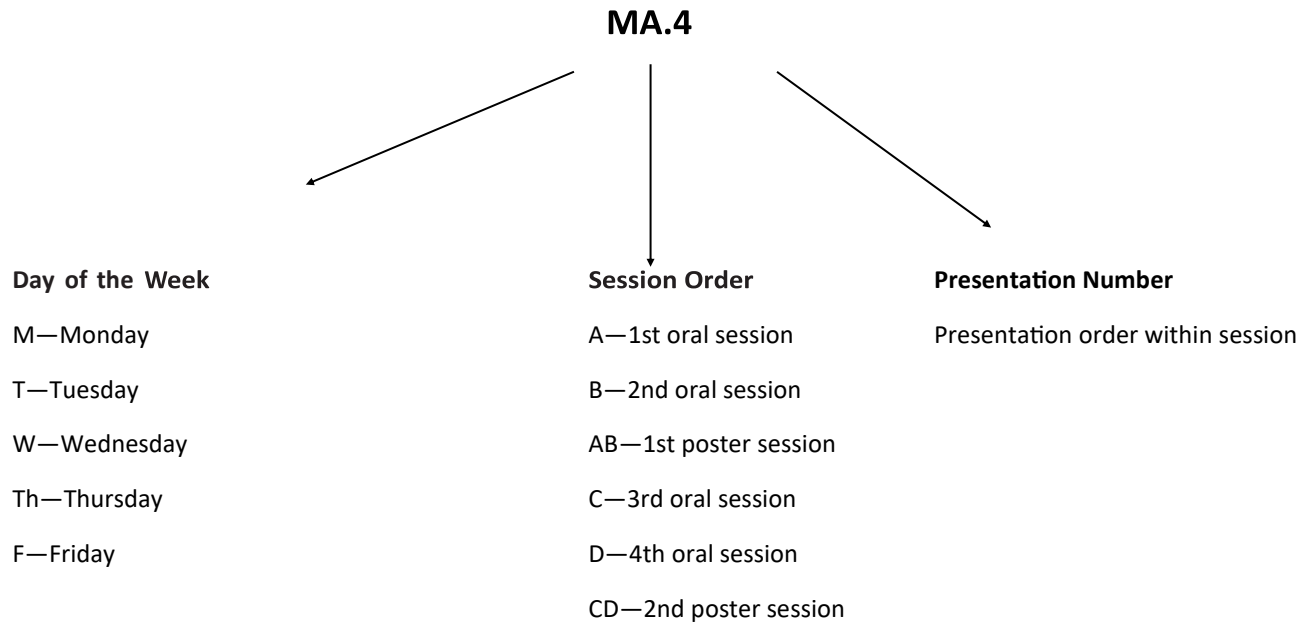 MA.4
Day of the Week
M—Monday
T—Tuesday
W—Wednesday
Th—Thursday
F—Friday
Session Order
A—1st oral session
B—2nd oral session
AB—1st poster session
C—3rd oral session
D—4th oral session
CD—2nd poster session
Presentation Number
Presentation order within session